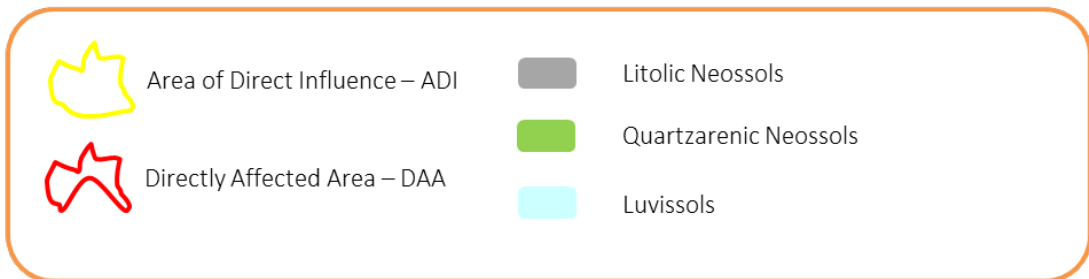 Area of Direct Influence – ADI
Directly Affected Area – DAA
Litolic Neossols
Quartzarenic Neossols
Luvissols